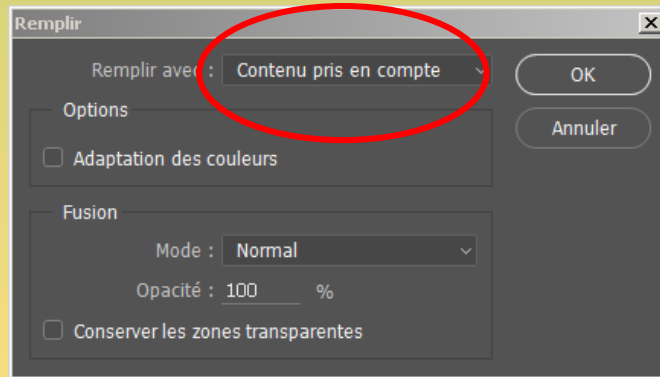 Remplir
Remplir avec : Contenu pris en compte
OK
Options
Annuler
Adaptation des couleurs
Fusion
Mode : Normal
Opacité : 100 %
Conserver les zones transparentes